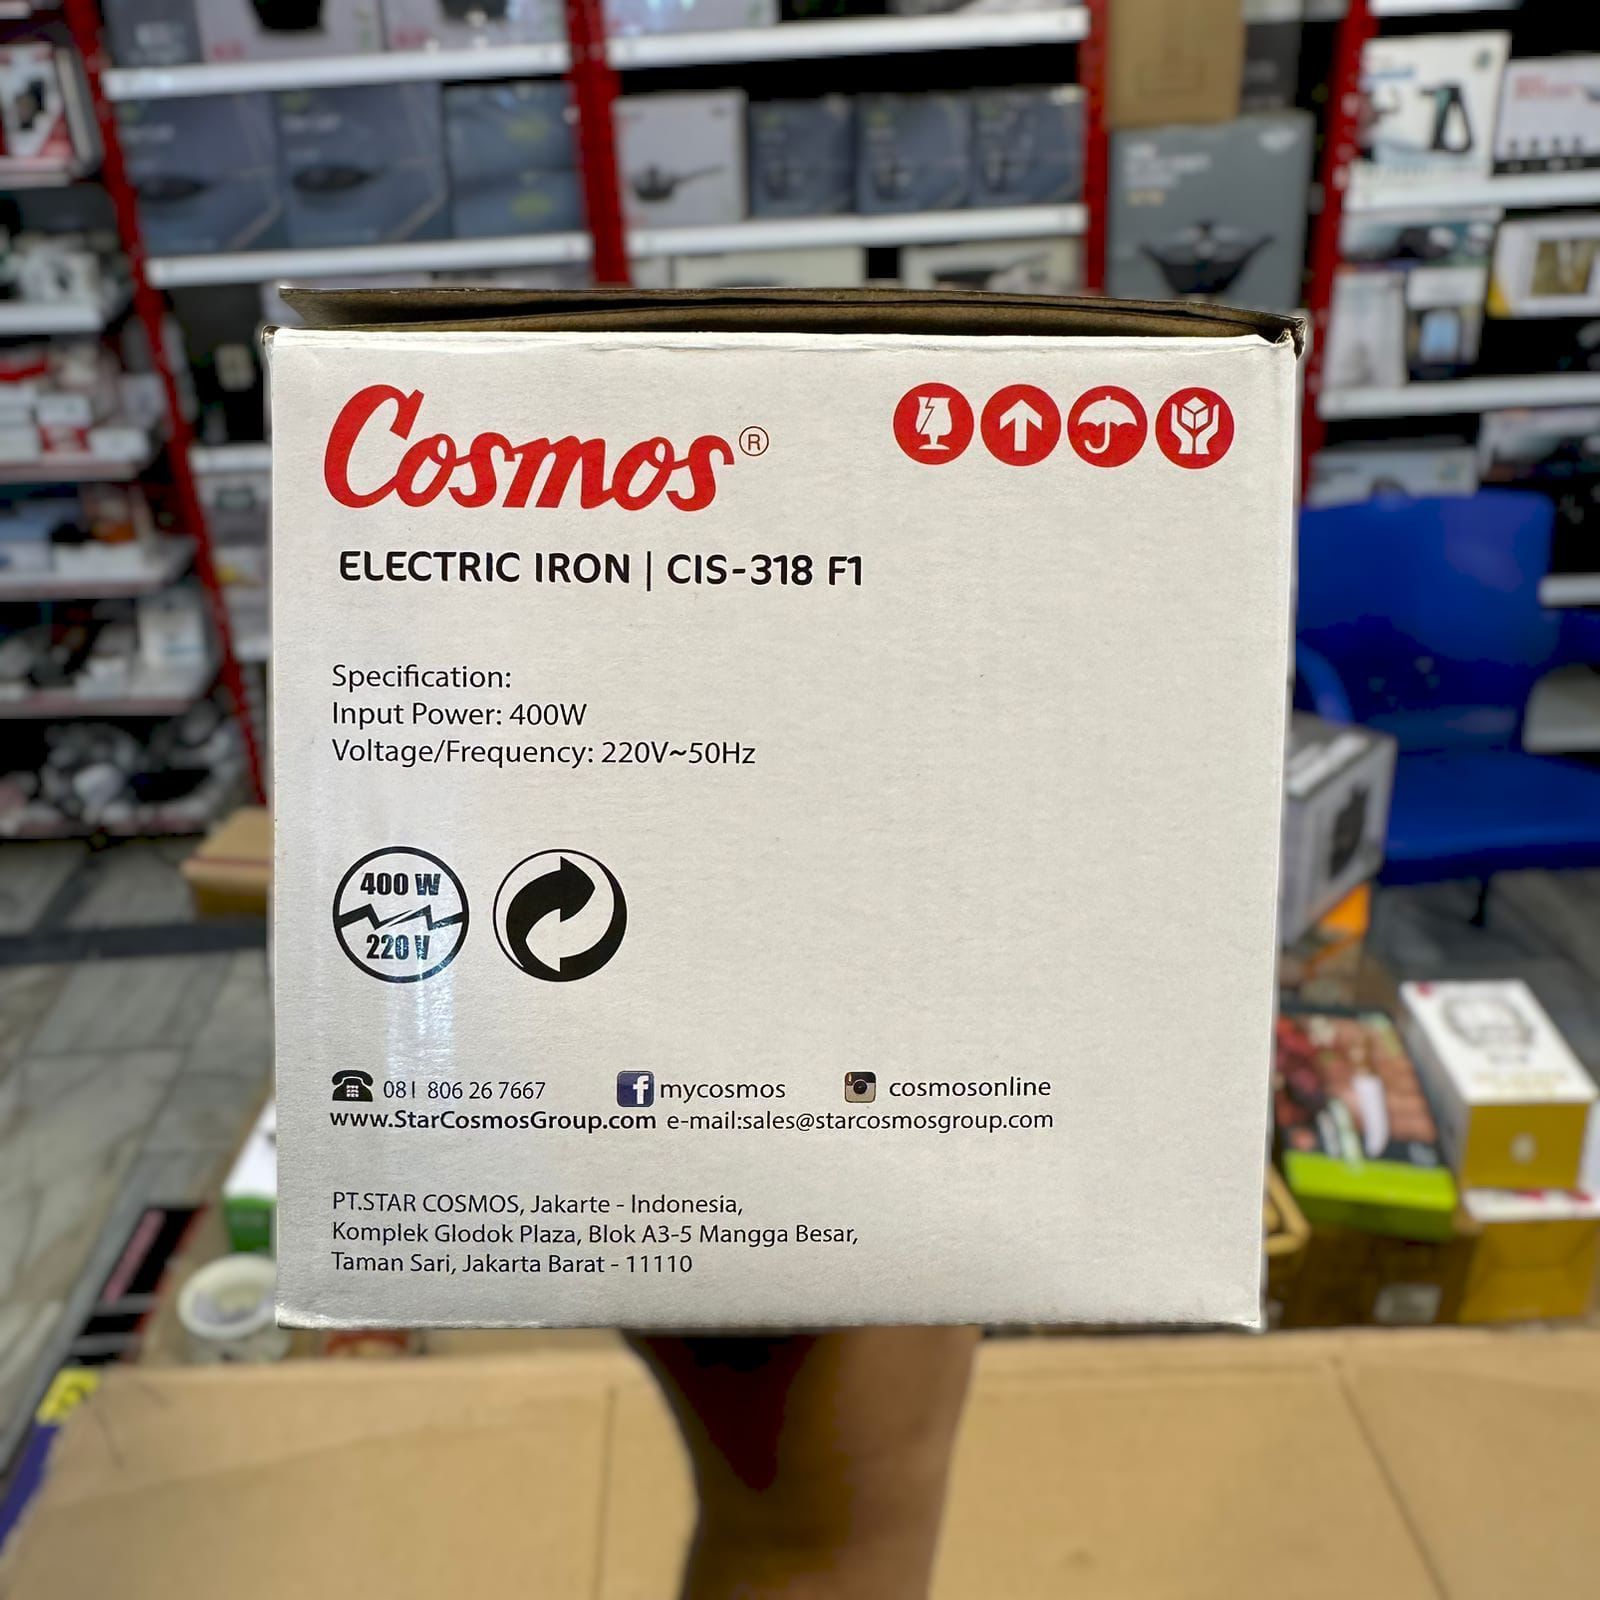 Cosmos®
ELECTRIC IRON | CIS-318 F1
Specification:
Input Power: 400W
Voltage/Frequency: 220V~50Hz
400 W
220 V
081 806 26 7667 f mycosmos cosmosonline
www.StarCosmosGroup.com e-mail:sales@starcosmosgroup.com
PT.STAR COSMOS, Jakarte - Indonesia,
Komplek Glodok Plaza, Blok A3-5 Mangga Besar,
Taman Sari, Jakarta Barat - 11110